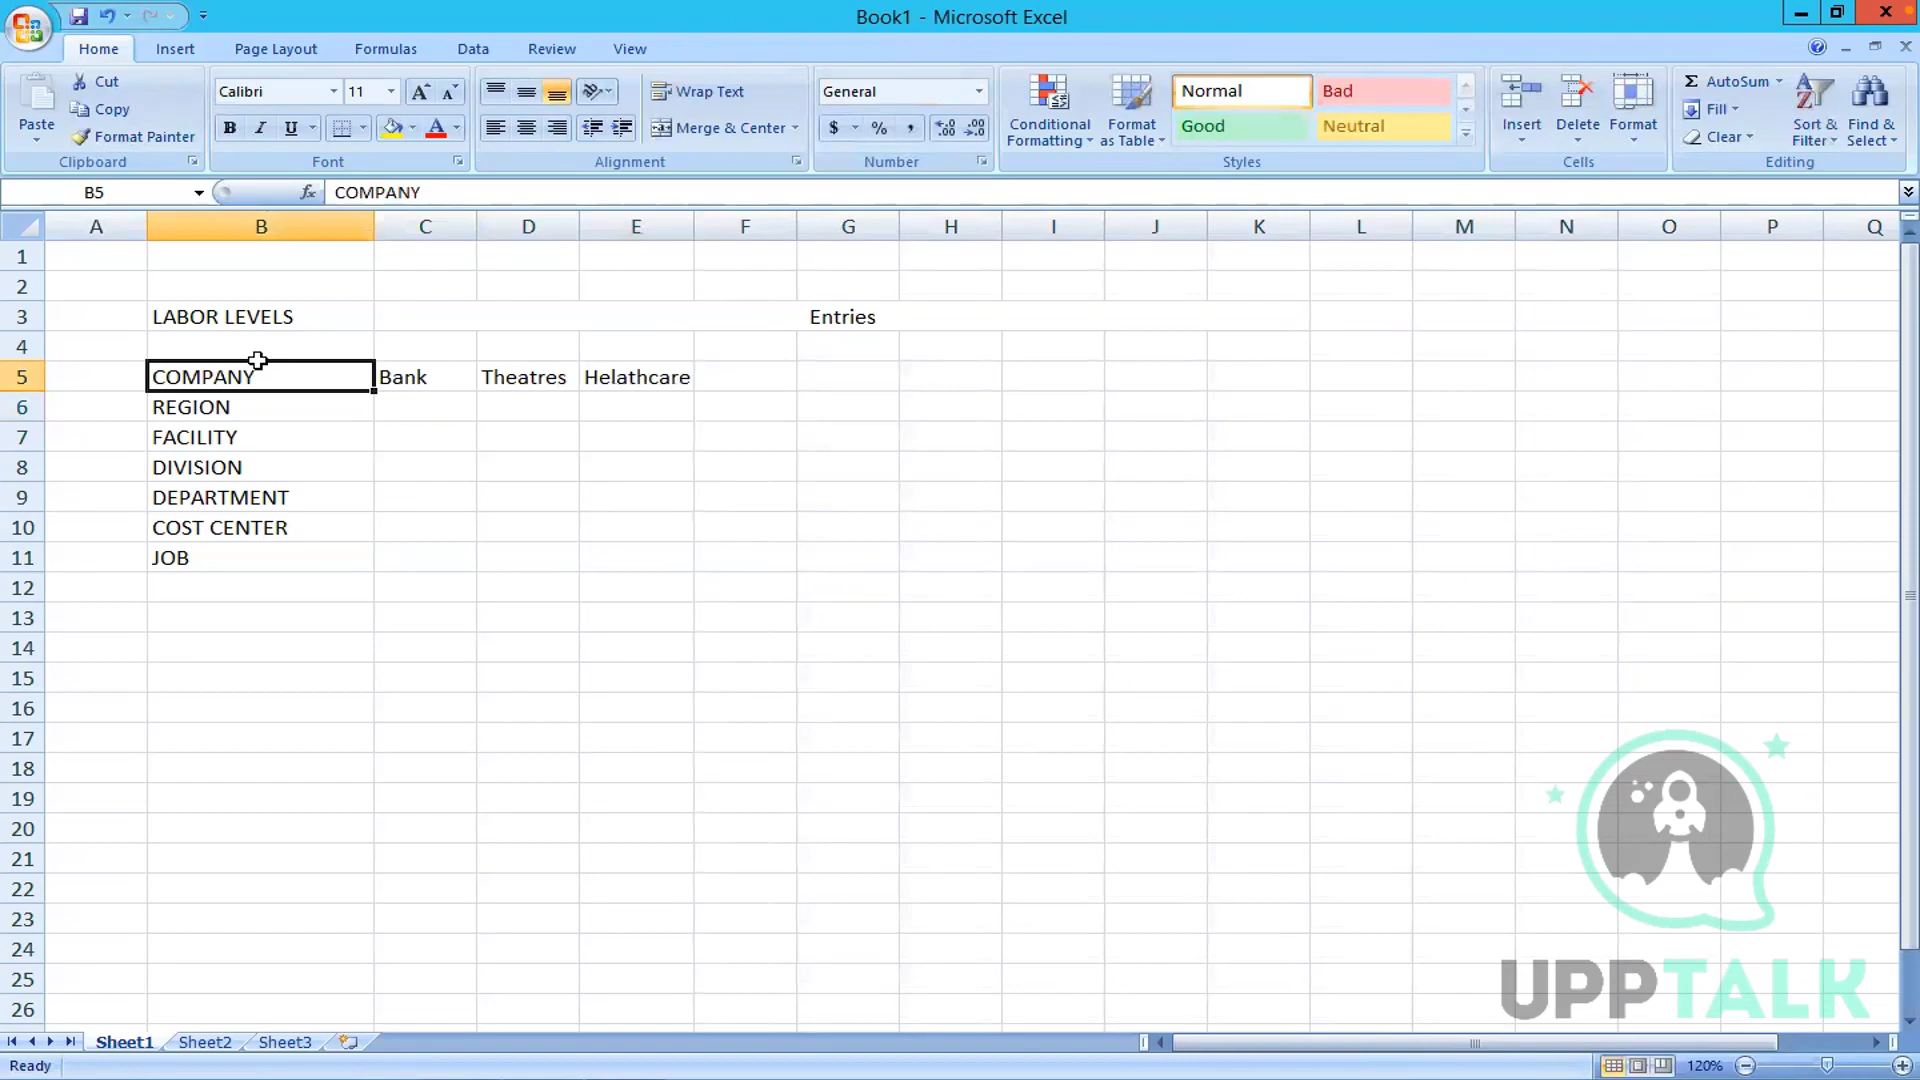 Book1 - Microsoft Excel
Home Insert Page Layout Formulas Data Review View
Paste Cut Copy Format Painter Clipboard
Calibri 11 B I U A Font
Wrap Text Merge & Center Alignment
General $ % , Number
Conditional Formatting Format as Table Normal Bad Good Neutral Styles
Insert Delete Format Cells
Σ AutoSum Fill Clear Sort & Filter Find & Select Editing
B5 fx COMPANY
A B C D E F G H I J K L M N O P Q
1
2
3 LABOR LEVELS Entries
4
5 COMPANY Bank Theatres Helathcare
6 REGION
7 FACILITY
8 DIVISION
9 DEPARTMENT
10 COST CENTER
11 JOB
12
13
14
15
16
17
18
19
20
21
22
23
24
25
26
UPPTALK
Sheet1 Sheet2 Sheet3
Ready 120%